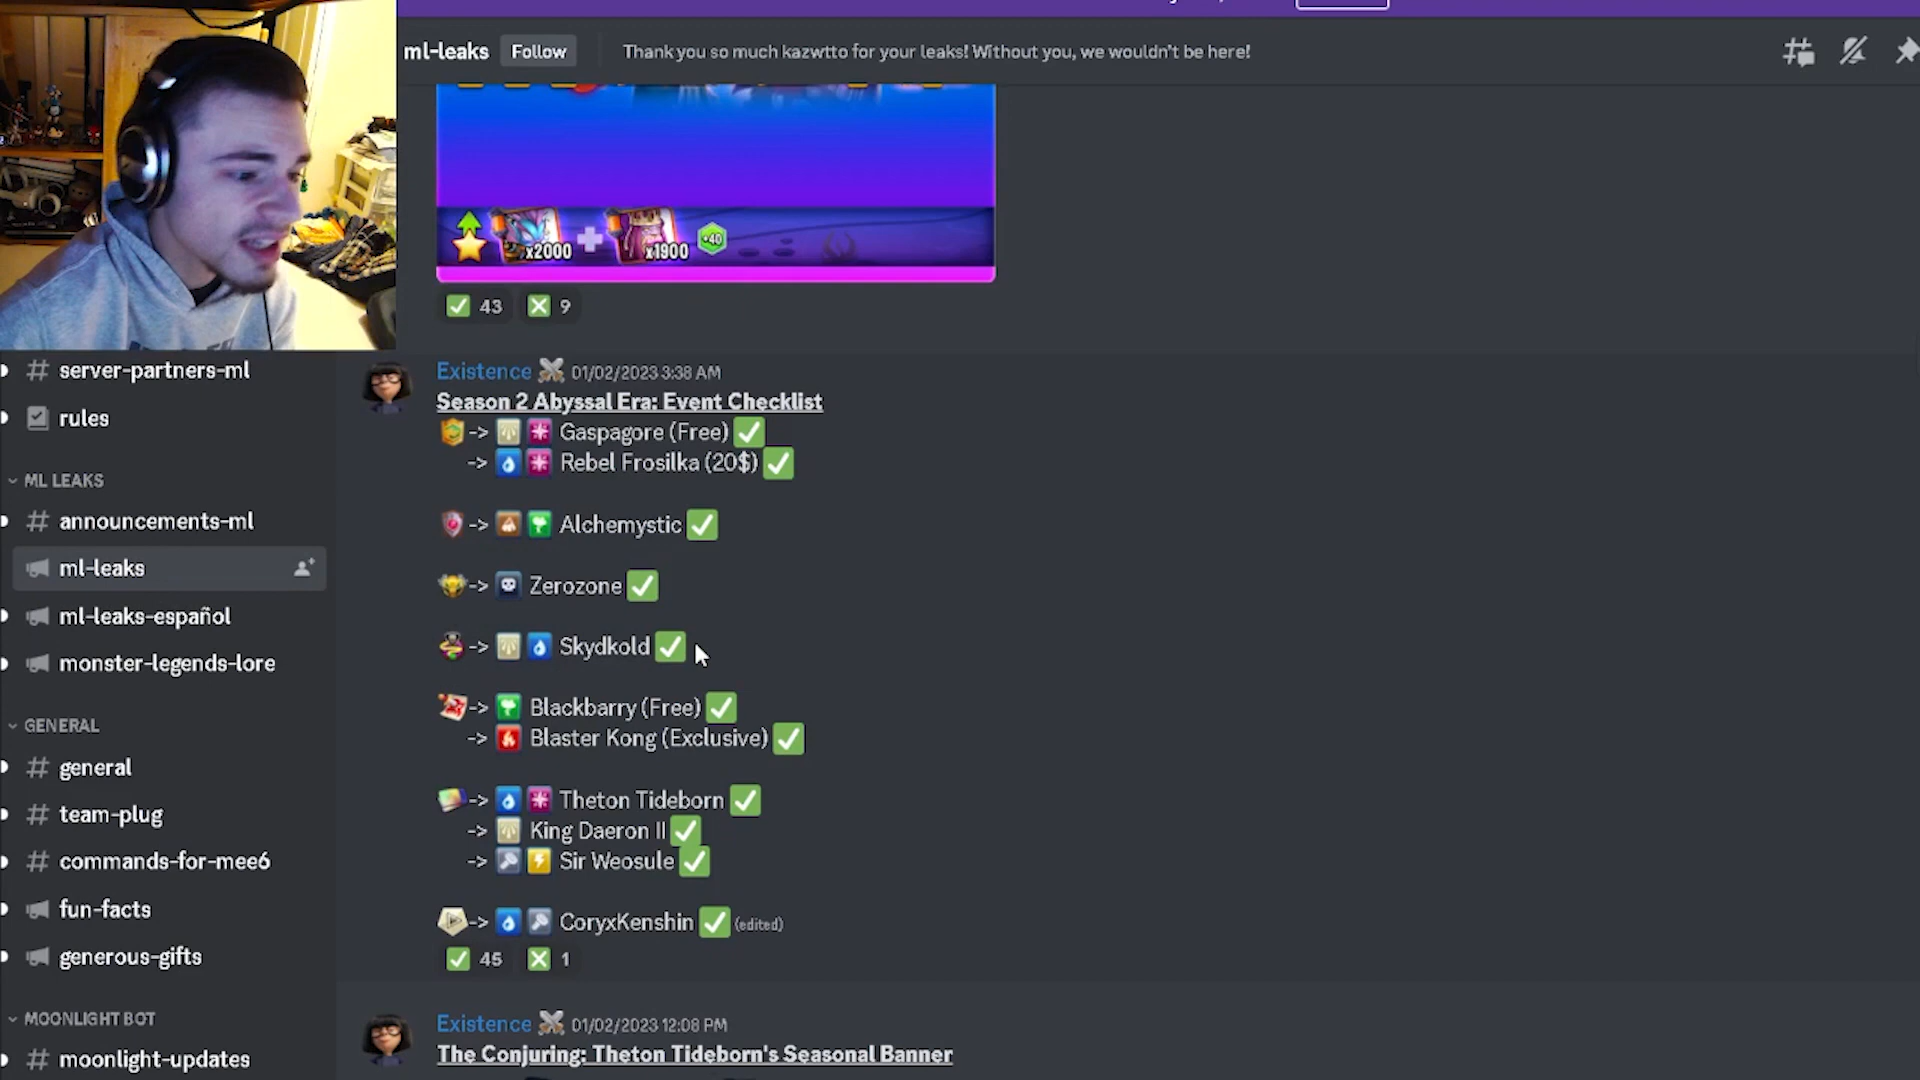 ml-leaks Follow Thank you so much kazwtto for your leaks! Without you, we wouldn't be here!
x2000 x1900 +40
43 9
server-partners-ml
rules
ML LEAKS
announcements-ml
ml-leaks
ml-leaks-español
monster-legends-lore
GENERAL
general
team-plug
commands-for-mee6
fun-facts
generous-gifts
MOONLIGHT BOT
moonlight-updates
Existence 01/02/2023 3:38 AM
Season 2 Abyssal Era: Event Checklist
-> Gaspagore (Free)
-> Rebel Frosilka (20$)
-> Alchemystic
-> Zerozone
-> Skydkold
-> Blackbarry (Free)
-> Blaster Kong (Exclusive)
-> Theton Tideborn
-> King Daeron II
-> Sir Weosule
-> CoryxKenshin (edited)
45 1
Existence 01/02/2023 12:08 PM
The Conjuring: Theton Tideborn's Seasonal Banner